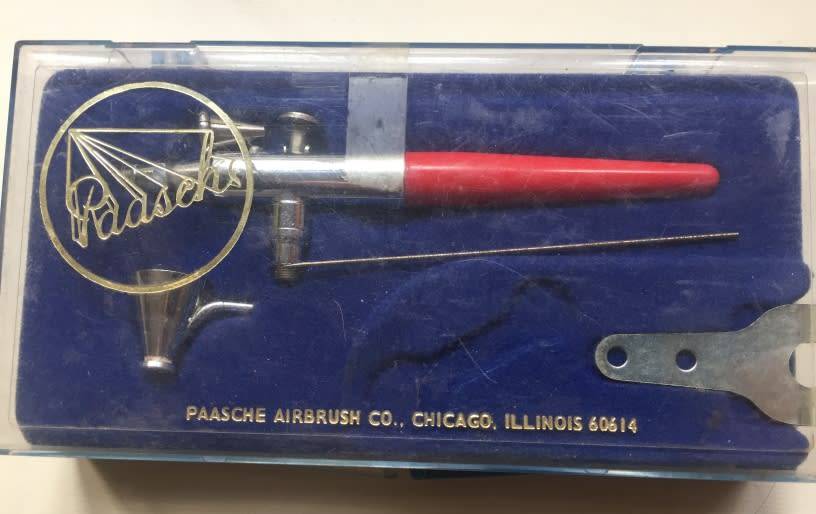 Paasche
PAASCHE AIRBRUSH CO., CHICAGO, ILLINOIS 60614